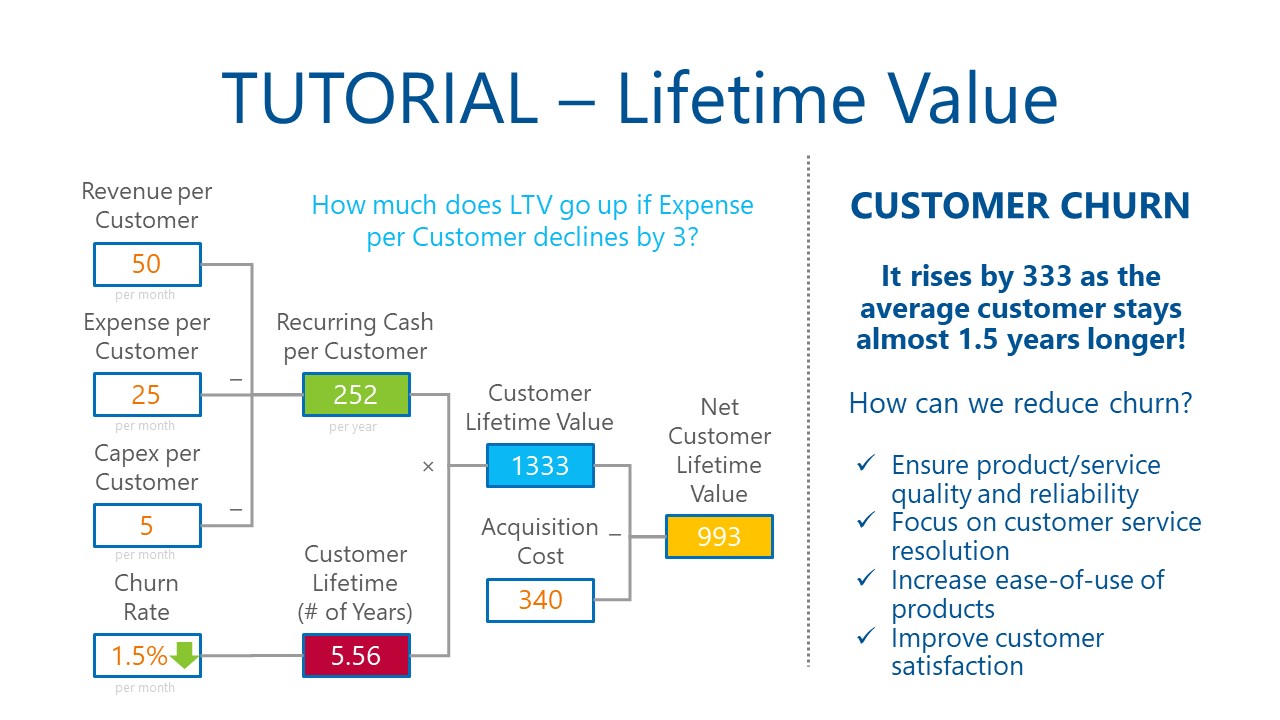 TUTORIAL – Lifetime Value
Revenue per
Customer
50
per month
Expense per
Customer
–
25
per month
Capex per
Customer
–
5
per month
Churn
Rate
1.5%
per month
How much does LTV go up if Expense
per Customer declines by 3?
Recurring Cash
per Customer
252
per year
×
Customer
Lifetime
(# of Years)
5.56
Customer
Lifetime Value
1333
Acquisition
Cost
–
340
Net
Customer
Lifetime
Value
993
CUSTOMER CHURN
It rises by 333 as the
average customer stays
almost 1.5 years longer!
How can we reduce churn?
✓ Ensure product/service
quality and reliability
✓ Focus on customer service
resolution
✓ Increase ease-of-use of
products
✓ Improve customer
satisfaction